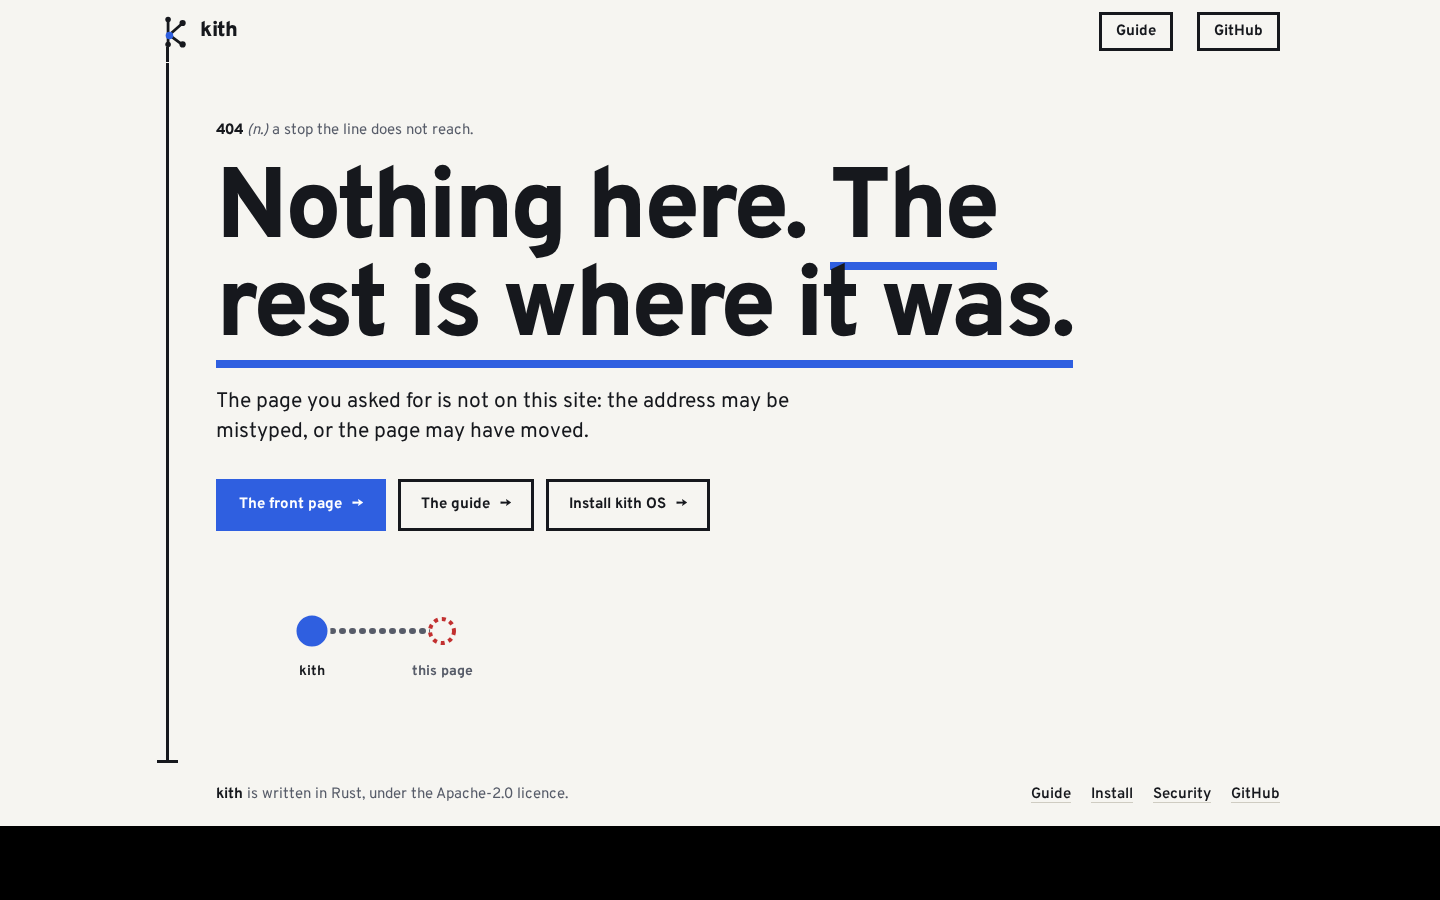 kith
Guide
GitHub
404 (n.) a stop the line does not reach.
Nothing here. The
rest is where it was.
The page you asked for is not on this site: the address may be
mistyped, or the page may have moved.
The front page →
The guide →
Install kith OS →
kith
this page
kith is written in Rust, under the Apache-2.0 licence.
Guide
Install
Security
GitHub